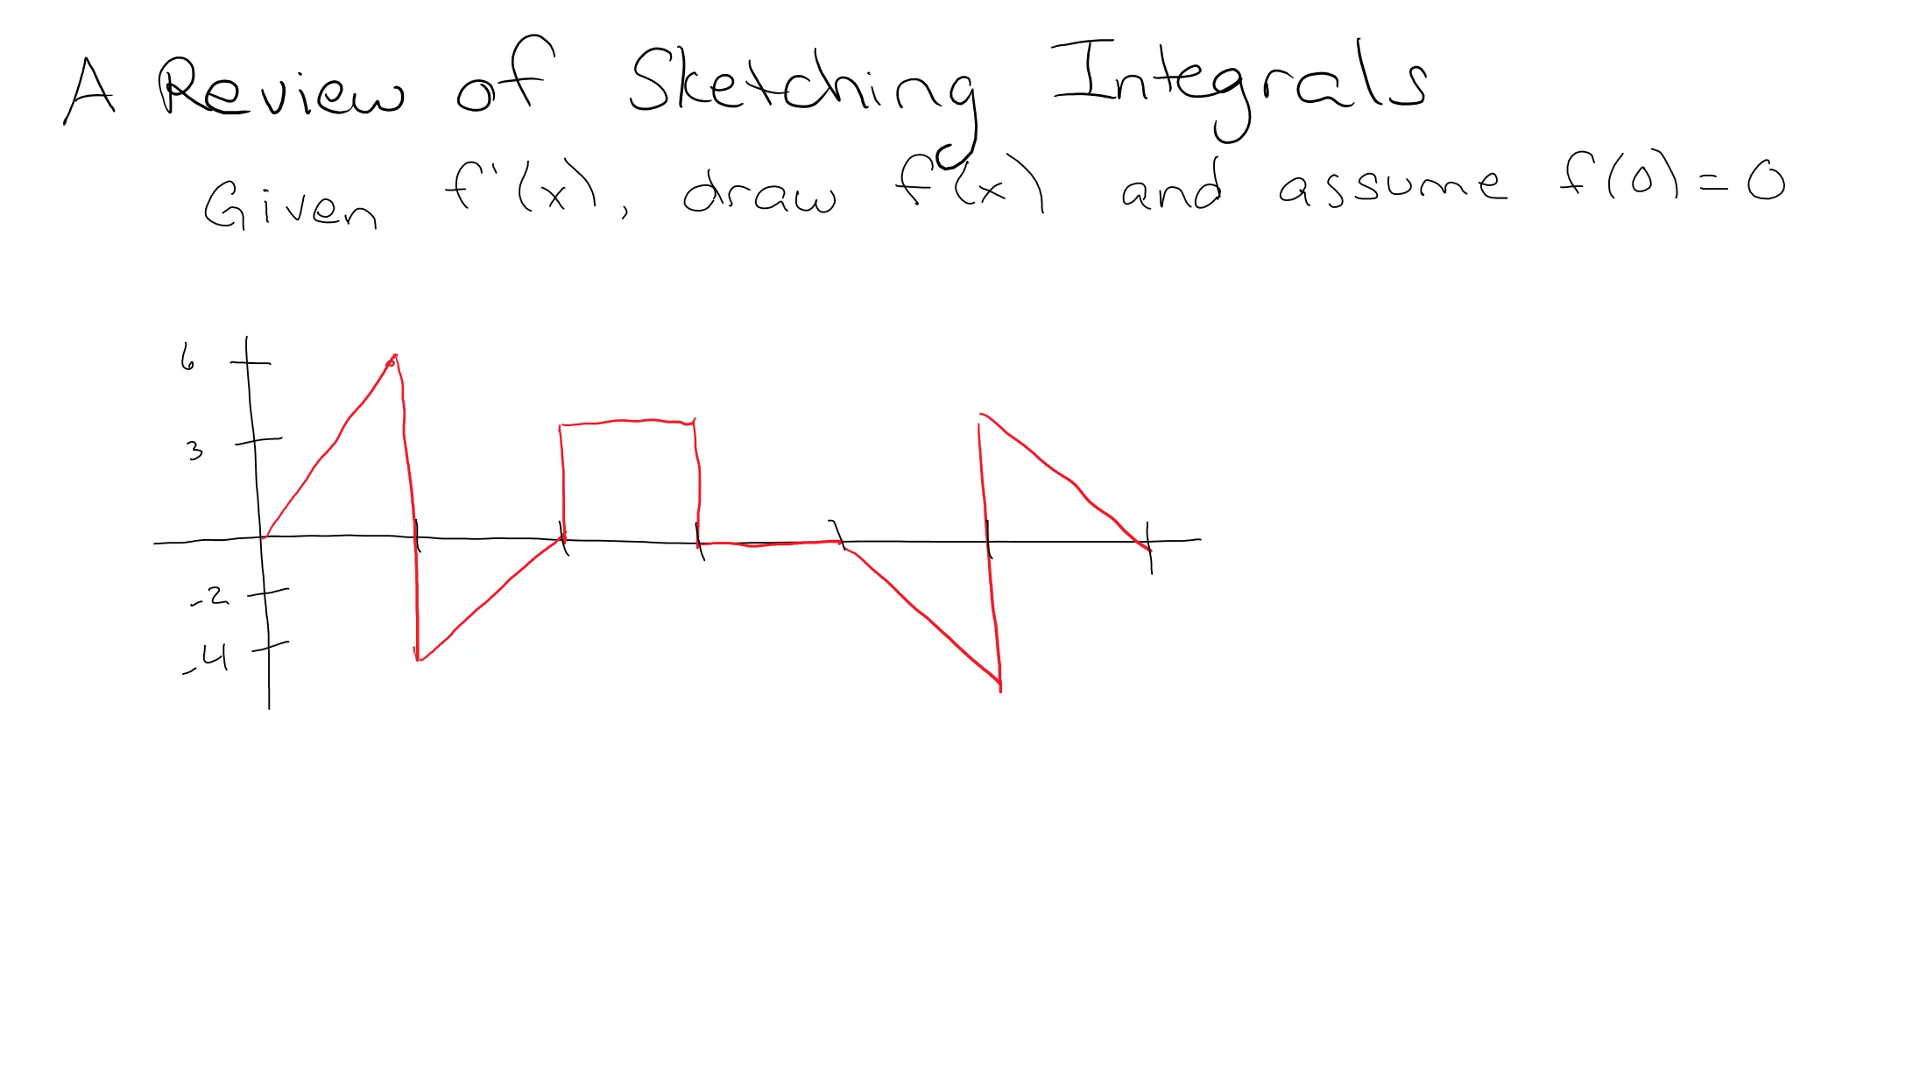 A Review of Sketching Integrals
Given f'(x), draw f(x) and assume f(0)=0
6
3
-2
-4